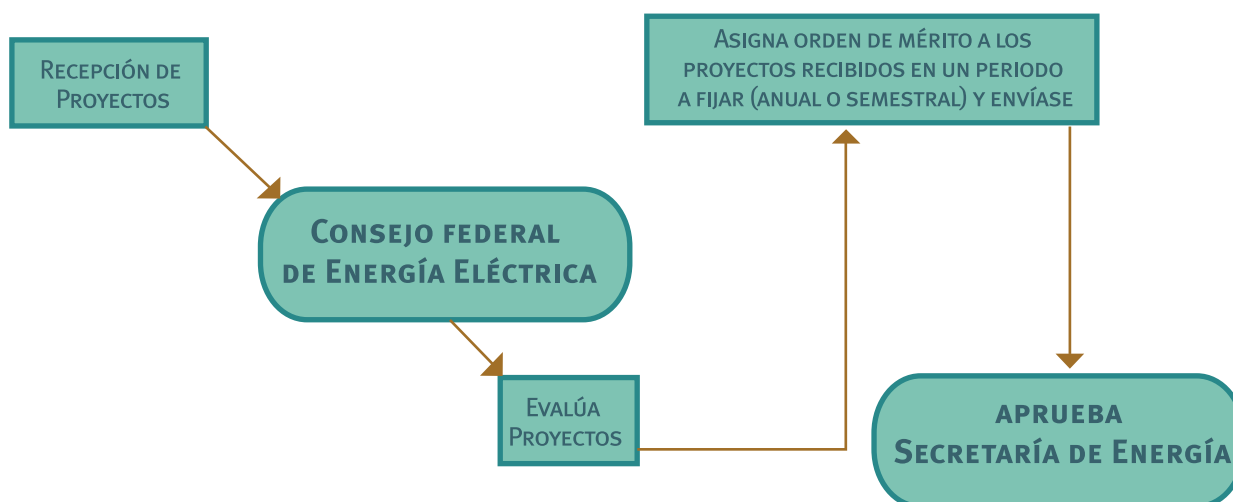 Recepción de
Proyectos
Consejo federal
de Energía Eléctrica
Evalúa
Proyectos
Asigna orden de mérito a los
proyectos recibidos en un periodo
a fijar (anual o semestral) y envíase
aprueba
Secretaría de Energía